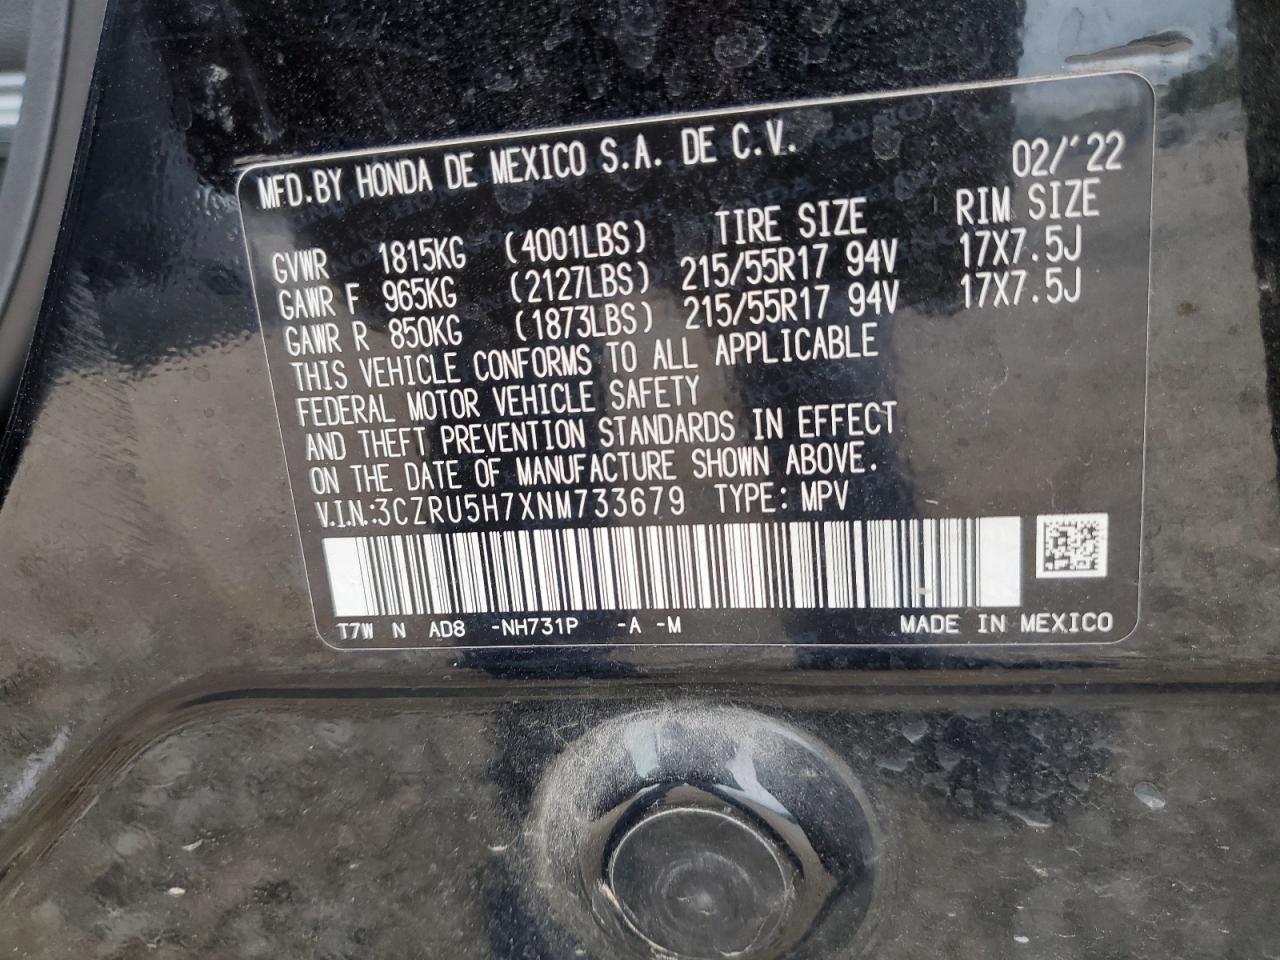 MFD.BY HONDA DE MEXICO S.A. DE C.V. 02/'22
TIRE SIZE RIM SIZE
GVWR 1815KG (4001LBS)
GAWR F 965KG (2127LBS) 215/55R17 94V 17X7.5J
GAWR R 850KG (1873LBS) 215/55R17 94V 17X7.5J
THIS VEHICLE CONFORMS TO ALL APPLICABLE
FEDERAL MOTOR VEHICLE SAFETY
AND THEFT PREVENTION STANDARDS IN EFFECT
ON THE DATE OF MANUFACTURE SHOWN ABOVE.
V.I.N.:3CZRU5H7XNM733679 TYPE: MPV
T7W N AD8 -NH731P -A -M MADE IN MEXICO